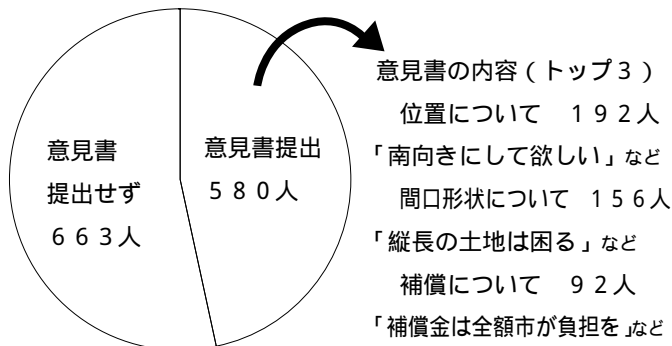 意見書
提出せず
６６３人
意見書提出
５８０人
意見書の内容（トップ３）
位置について　１９２人
「南向きにして欲しい」など
間口形状について　１５６人
「縦長の土地は困る」など
補償について　９２人
「補償金は全額市が負担を」など